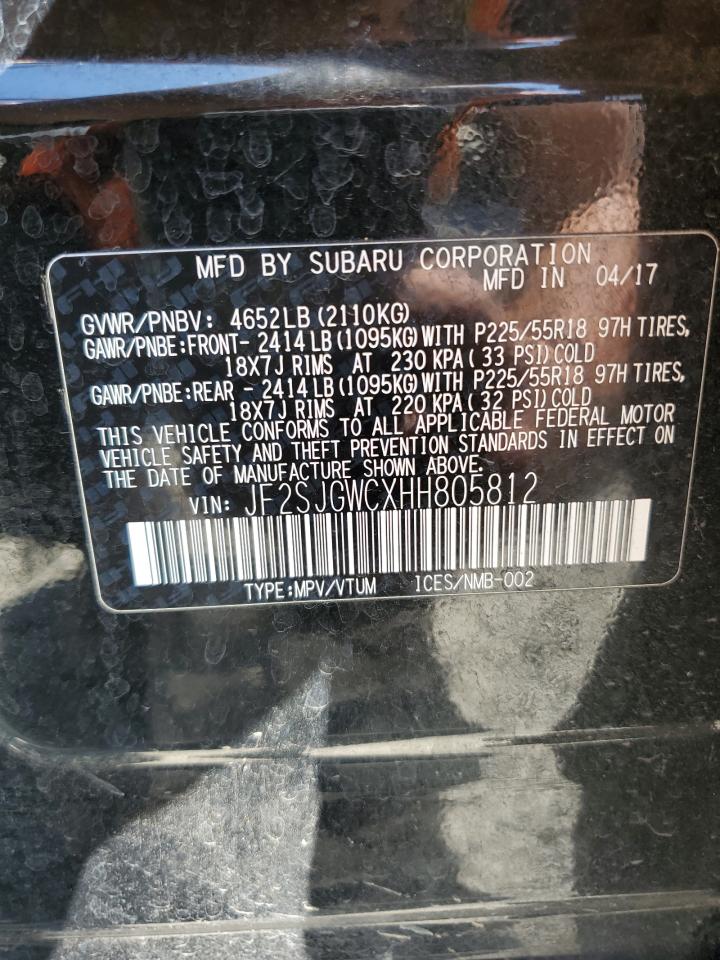 MFD BY SUBARU CORPORATION
MFD IN 04/17
GVWR/PNBV: 4652LB(2110KG)
GAWR/PNBE:FRONT- 2414LB(1095KG)WITH P225/55R18 97H TIRES,
18X7J RIMS AT 230 KPA(33 PSI)COLD
GAWR/PNBE:REAR - 2414LB(1095KG)WITH P225/55R18 97H TIRES,
18X7J RIMS AT 220 KPA(32 PSI)COLD
THIS VEHICLE CONFORMS TO ALL APPLICABLE FEDERAL MOTOR
VEHICLE SAFETY AND THEFT PREVENTION STANDARDS IN EFFECT ON
THE DATE OF MANUFACTURE SHOWN ABOVE.
VIN: JF2SJGWCXHH805812
TYPE:MPV/VTUM ICES/NMB-002